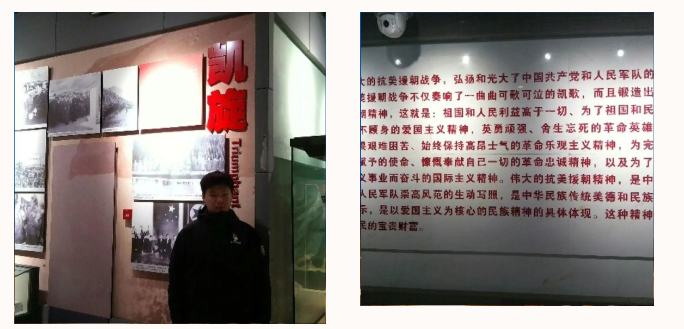 凯旋
Triumphant
大的抗美援朝战争，弘扬和光大了中国共产党和人民军队的
美援朝战争不仅奏响了一曲曲可歌可泣的凯歌，而且锻造出
朝精神，这就是：祖国和人民利益高于一切、为了祖国和民
不顾身的爱国主义精神，英勇顽强、舍生忘死的革命英雄
畏艰难困苦、始终保持高昂士气的革命乐观主义精神，为完
赋予的使命、慷慨奉献自己一切的革命忠诚精神，以及为了
义事业而奋斗的国际主义精神。伟大的抗美援朝精神，是中
人民军队崇高风范的生动写照，是中华民族传统美德和民族
示，是以爱国主义为核心的民族精神的具体体现。这种精神
民的宝贵财富。